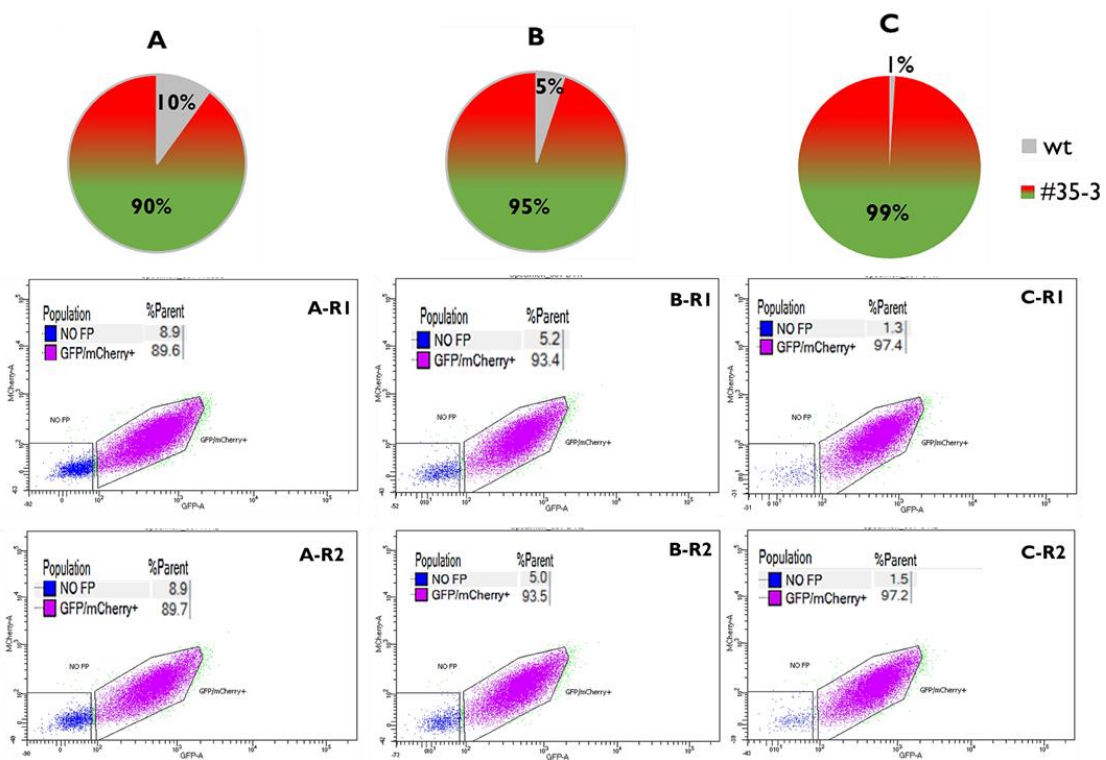 A
B
C
10%
5%
1%
90%
95%
99%
wt
#35-3
A-R1
Population %Parent
NO FP 8.9
GFP/mCherry+ 89.6
NO FP
GFP/mCherry+
MCherry-A
GFP-A
B-R1
Population %Parent
NO FP 5.2
GFP/mCherry+ 93.4
NO FP
GFP/mCherry+
MCherry-A
GFP-A
C-R1
Population %Parent
NO FP 1.3
GFP/mCherry+ 97.4
NO FP
GFP/mCherry+
MCherry-A
GFP-A
A-R2
Population %Parent
NO FP 8.9
GFP/mCherry+ 89.7
NO FP
GFP/mCherry+
MCherry-A
GFP-A
B-R2
Population %Parent
NO FP 5.0
GFP/mCherry+ 93.5
NO FP
GFP/mCherry+
MCherry-A
GFP-A
C-R2
Population %Parent
NO FP 1.5
GFP/mCherry+ 97.2
NO FP
GFP/mCherry+
MCherry-A
GFP-A